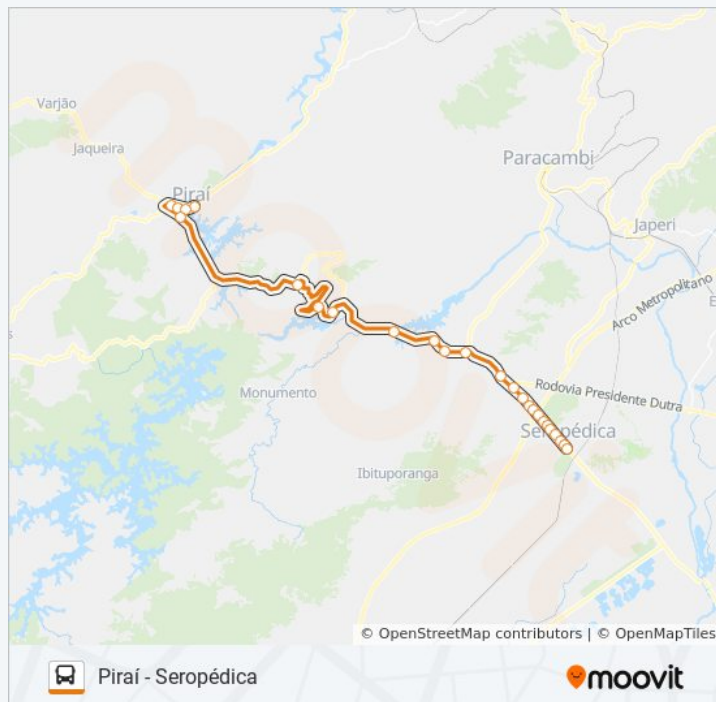 Varjão
Jaqueira
Piraí
Paracambi
Japeri
Arco Metropolitano
Monumento
Rodovia Presidente Dutra
Seropédica
Ibituporanga
© OpenStreetMap contributors | © OpenMapTiles
Piraí - Seropédica
moovit